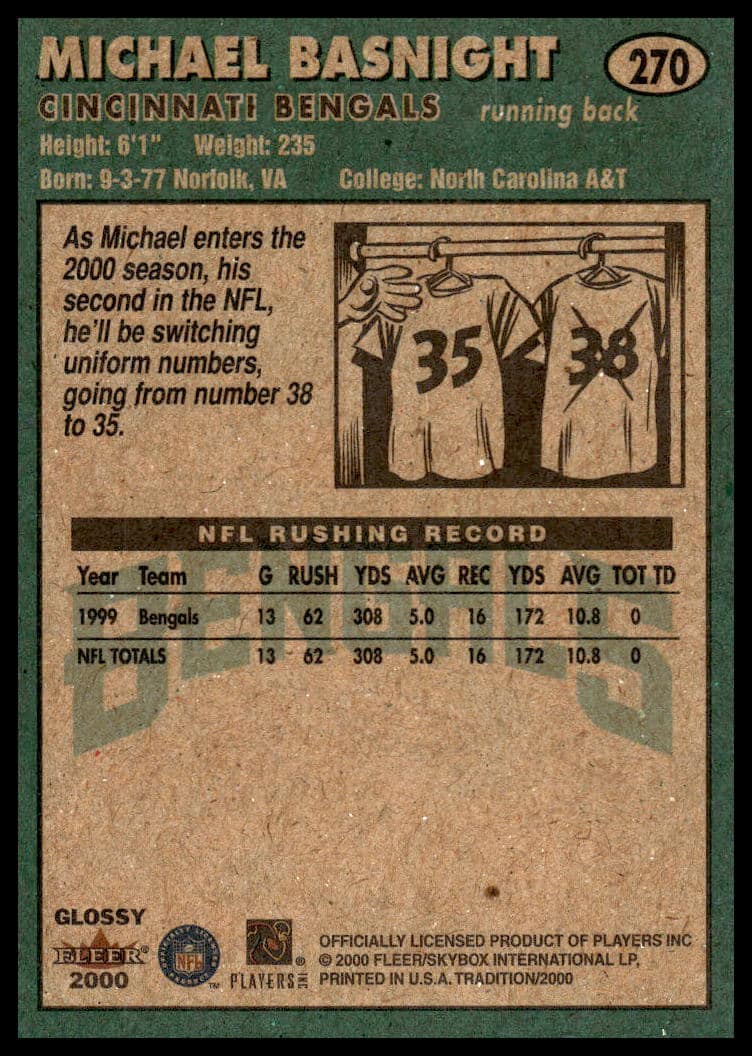 MICHAEL BASNIGHT
270
CINCINNATI BENGALS running back
Height: 6'1" Weight: 235
Born: 9-3-77 Norfolk, VA College: North Carolina A&T
As Michael enters the
2000 season, his
second in the NFL,
he'll be switching
uniform numbers,
going from number 38
to 35.
35
38
NFL RUSHING RECORD
BENGALS
Year Team G RUSH YDS AVG REC YDS AVG TOT TD
1999 Bengals 13 62 308 5.0 16 172 10.8 0
NFL TOTALS 13 62 308 5.0 16 172 10.8 0
GLOSSY
FLEER®
2000
NFL
™
PLAYERS INC
®
OFFICIALLY LICENSED PRODUCT OF PLAYERS INC
© 2000 FLEER/SKYBOX INTERNATIONAL LP,
PRINTED IN U.S.A. TRADITION/2000